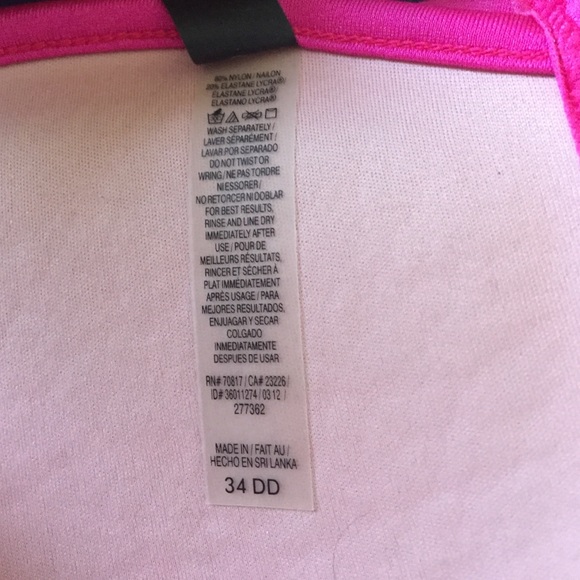 80% NYLON / NAILON
20% ELASTANE LYCRA®/
ÉLASTANE LYCRA®/
ELASTANO LYCRA®
WASH SEPARATELY /
LAVER SÉPARÉMENT /
LAVAR POR SEPARADO
DO NOT TWIST OR
WRING / NE PAS TORDRE
NI ESSORER /
NO RETORCER NI DOBLAR
FOR BEST RESULTS,
RINSE AND LINE DRY
IMMEDIATELY AFTER
USE / POUR DE
MEILLEURS RÉSULTATS,
RINCER ET SÈCHER À
PLAT IMMÉDIATEMENT
APRÈS USAGE / PARA
MEJORES RESULTADOS,
ENJUAGAR Y SECAR
COLGADO
INMEDIATAMENTE
DESPUES DE USAR
RN# 70817 / CA# 23226 /
ID# 36011274 / 03 12 /
277362
MADE IN / FAIT AU /
HECHO EN SRI LANKA
34 DD